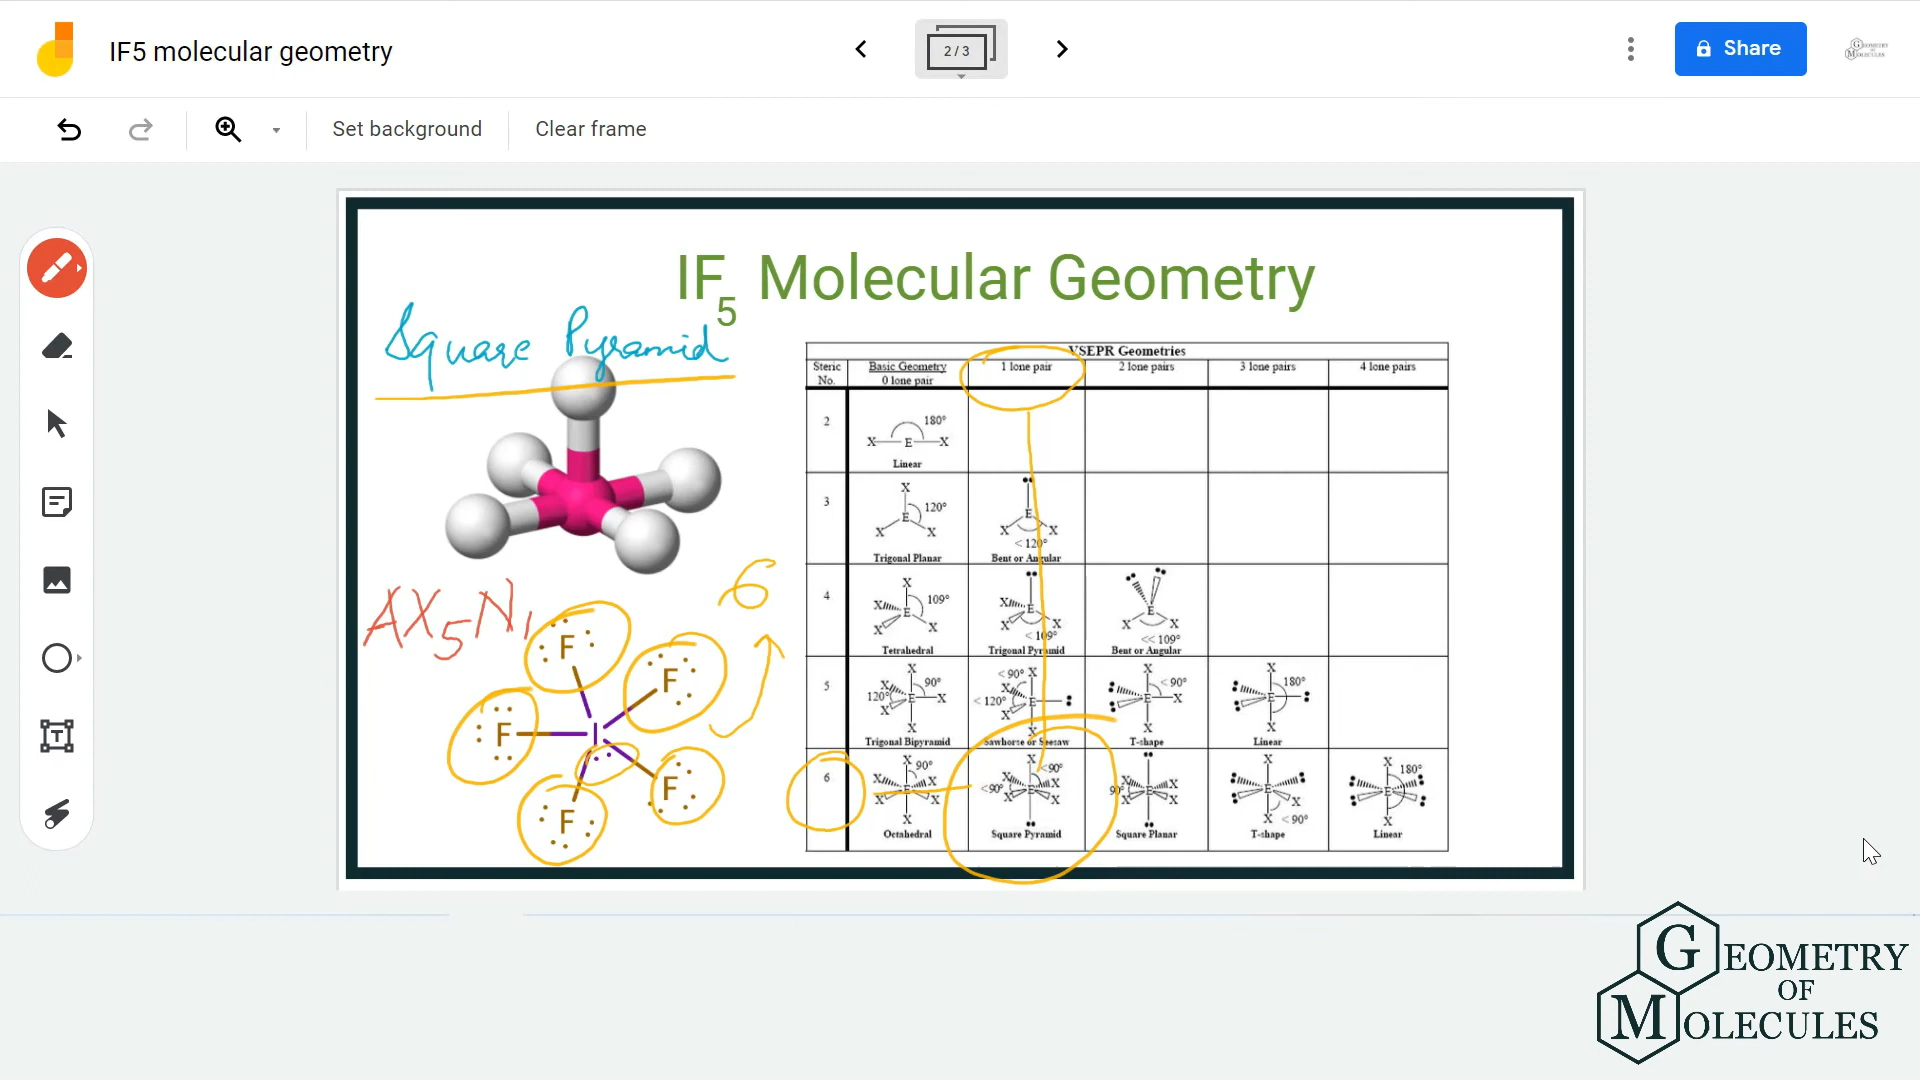 IF5 molecular geometry
2 / 3
Share
GEOMETRY OF MOLECULES
Set background
Clear frame
IF5 Molecular Geometry
Square Pyramid
AX5N1
6
F
F
F
I
F
F
VSEPR Geometries
Steric No.
Basic Geometry 0 lone pair
1 lone pair
2 lone pairs
3 lone pairs
4 lone pairs
2
180°
X E X
Linear
3
X
120°
E
X X
Trigonal Planar
E
X X
< 120°
Bent or Angular
4
X
X 109°
E
X X
Tetrahedral
X E
X X
< 109°
Trigonal Pyramid
E
X X
<< 109°
Bent or Angular
5
X
X 90°
120° E X
X
X
Trigonal Bipyramid
< 90° X
X
< 120° E
X
X
Sawhorse or Seesaw
X
< 90°
E X
X
T-shape
X
180°
E
X
Linear
6
X 90°
X X
E
X X
X
Octahedral
X <90°
X X
<90° E
X X
Square Pyramid
X X
90° E
X X
Square Planar
X
E
X
X < 90°
T-shape
X 180°
E
X
Linear
GEOMETRY
OF
MOLECULES